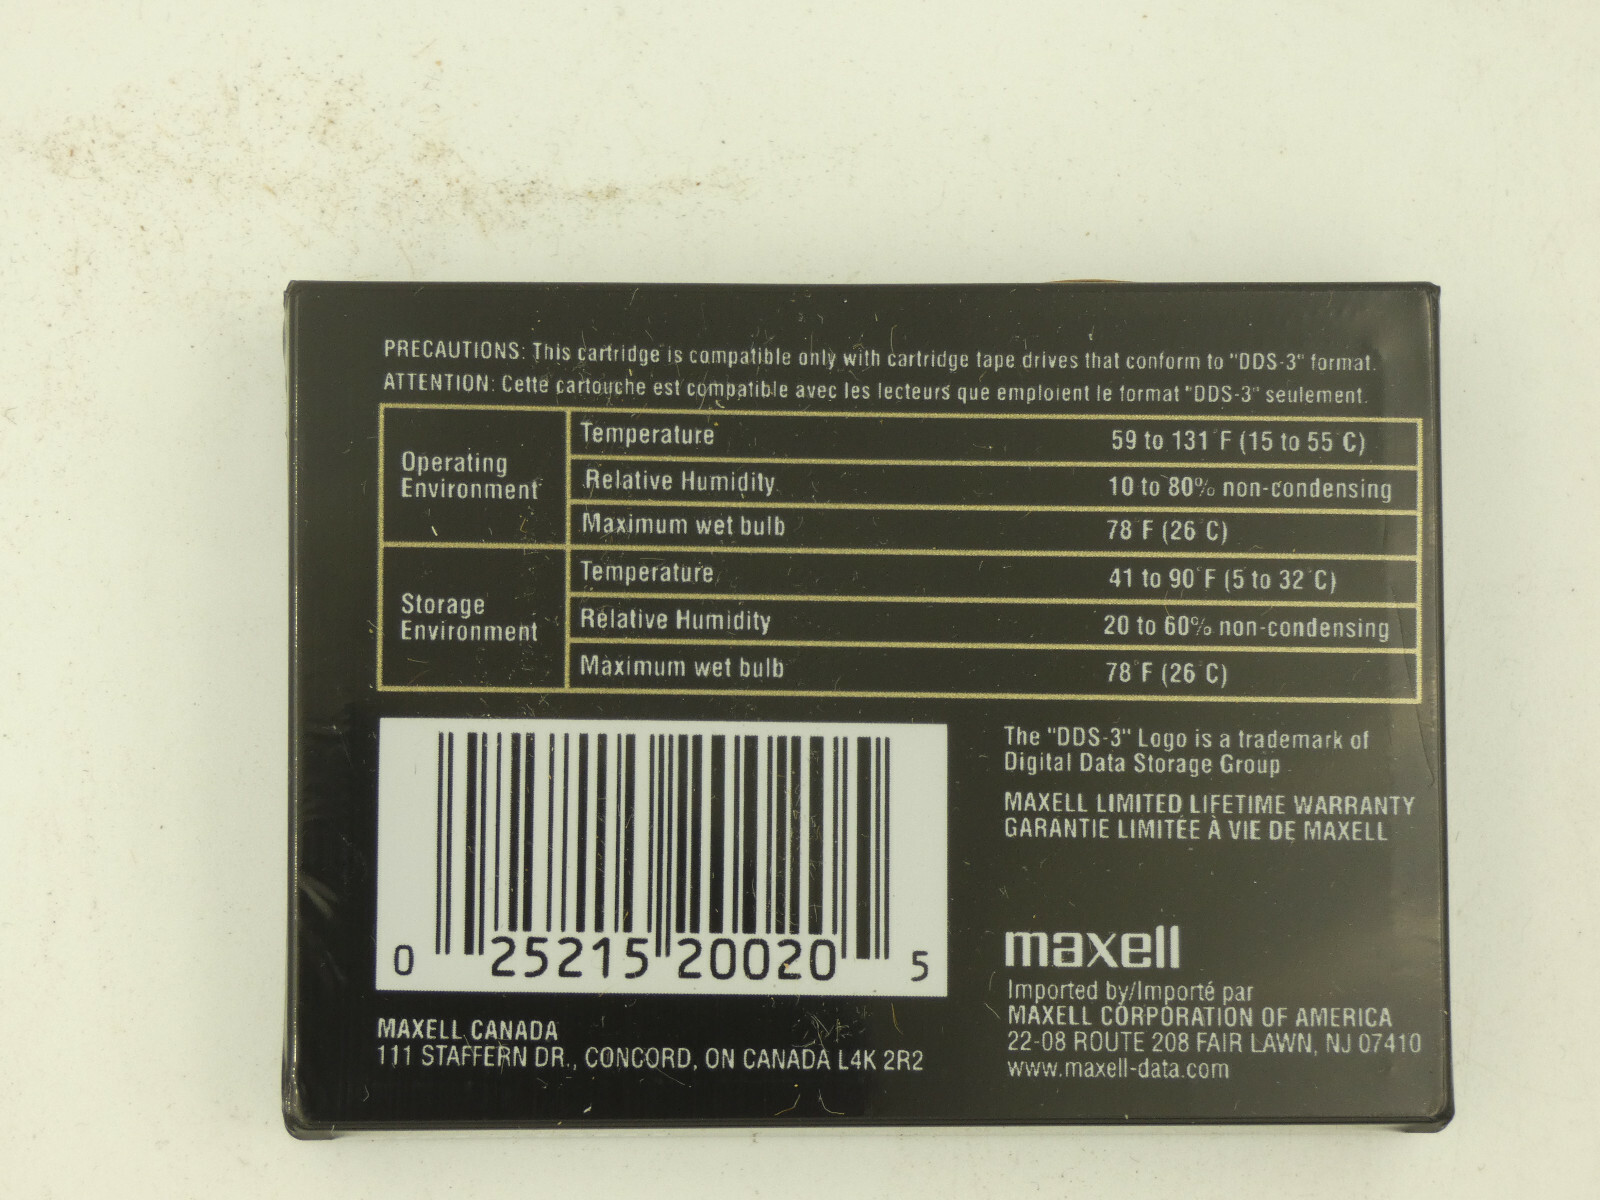 PRECAUTIONS: This cartridge is compatible only with cartridge tape drives that conform to "DDS-3" format.
ATTENTION: Cette cartouche est compatible avec les lecteurs que emploient le format "DDS-3" seulement.
Operating
Environment
Temperature 59 to 131°F (15 to 55°C)
Relative Humidity 10 to 80% non-condensing
Maximum wet bulb 78°F (26°C)
Storage
Environment
Temperature 41 to 90°F (5 to 32°C)
Relative Humidity 20 to 60% non-condensing
Maximum wet bulb 78°F (26°C)
0 25215 20020 5
MAXELL CANADA
111 STAFFERN DR., CONCORD, ON CANADA L4K 2R2
The "DDS-3" Logo is a trademark of
Digital Data Storage Group
MAXELL LIMITED LIFETIME WARRANTY
GARANTIE LIMITÉE À VIE DE MAXELL
maxell
Imported by/Importé par
MAXELL CORPORATION OF AMERICA
22-08 ROUTE 208 FAIR LAWN, NJ 07410
www.maxell-data.com